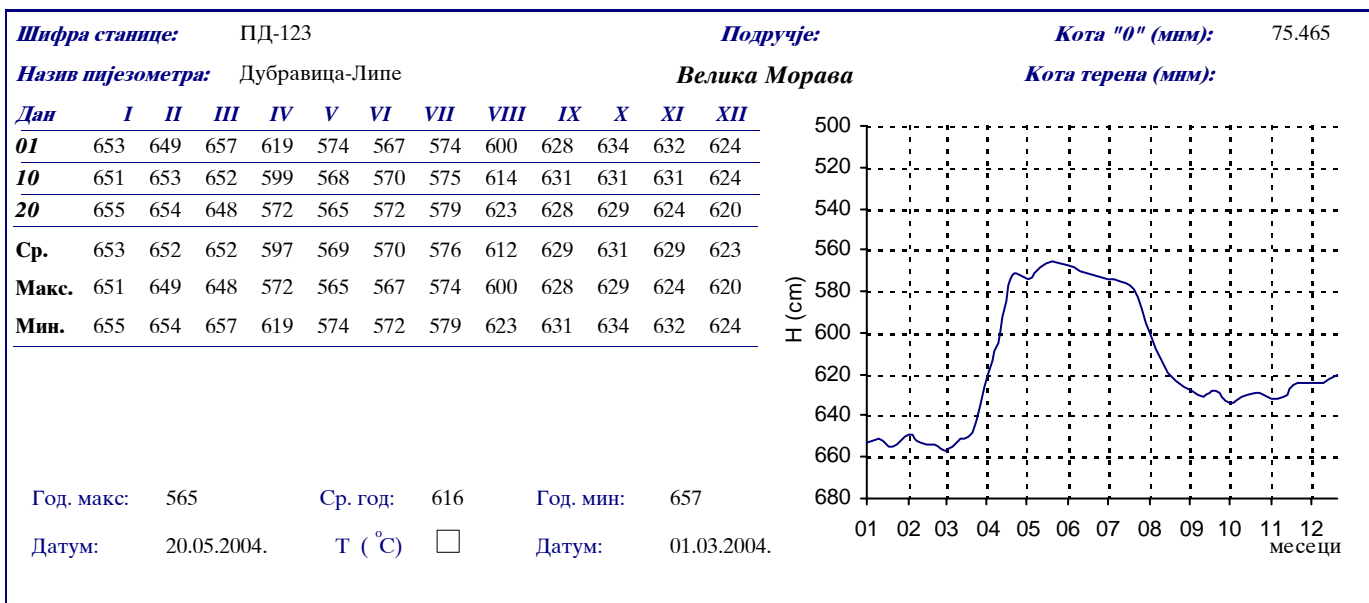 Шифра станице: ПД-123 Подручје: Кота "0" (мнм): 75.465
Назив пијезометра: Дубравица-Липе Велика Морава Кота терена (мнм):
Дан I II III IV V VI VII VIII IX X XI XII
01 653 649 657 619 574 567 574 600 628 634 632 624
10 651 653 652 599 568 570 575 614 631 631 631 624
20 655 654 648 572 565 572 579 623 628 629 624 620
Ср. 653 652 652 597 569 570 576 612 629 631 629 623
Макс. 651 649 648 572 565 567 574 600 628 629 624 620
Мин. 655 654 657 619 574 572 579 623 631 634 632 624
Год. макс: 565 Ср. год: 616 Год. мин: 657
Датум: 20.05.2004. Т ( °C) Датум: 01.03.2004.
H (cm)
500
520
540
560
580
600
620
640
660
680
01 02 03 04 05 06 07 08 09 10 11 12
месеци